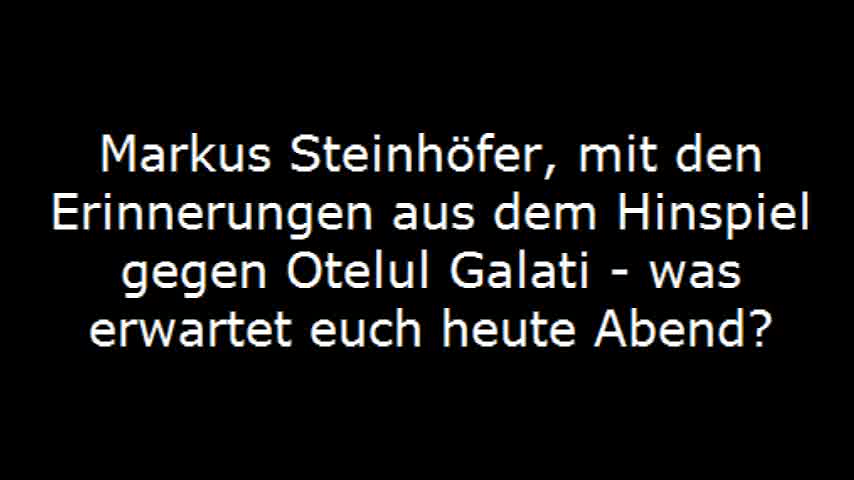 Markus Steinhöfer, mit den
Erinnerungen aus dem Hinspiel
gegen Otelul Galati - was
erwartet euch heute Abend?